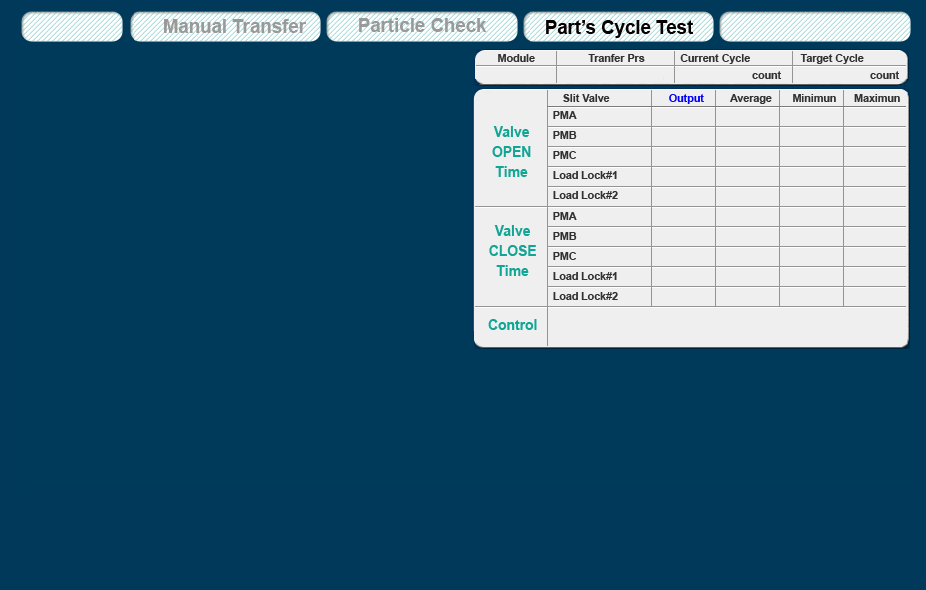 Manual Transfer Particle Check Part's Cycle Test
Module Tranfer Prs Current Cycle Target Cycle
count count
Slit Valve Output Average Minimun Maximun
Valve
OPEN
Time
PMA
PMB
PMC
Load Lock#1
Load Lock#2
Valve
CLOSE
Time
PMA
PMB
PMC
Load Lock#1
Load Lock#2
Control